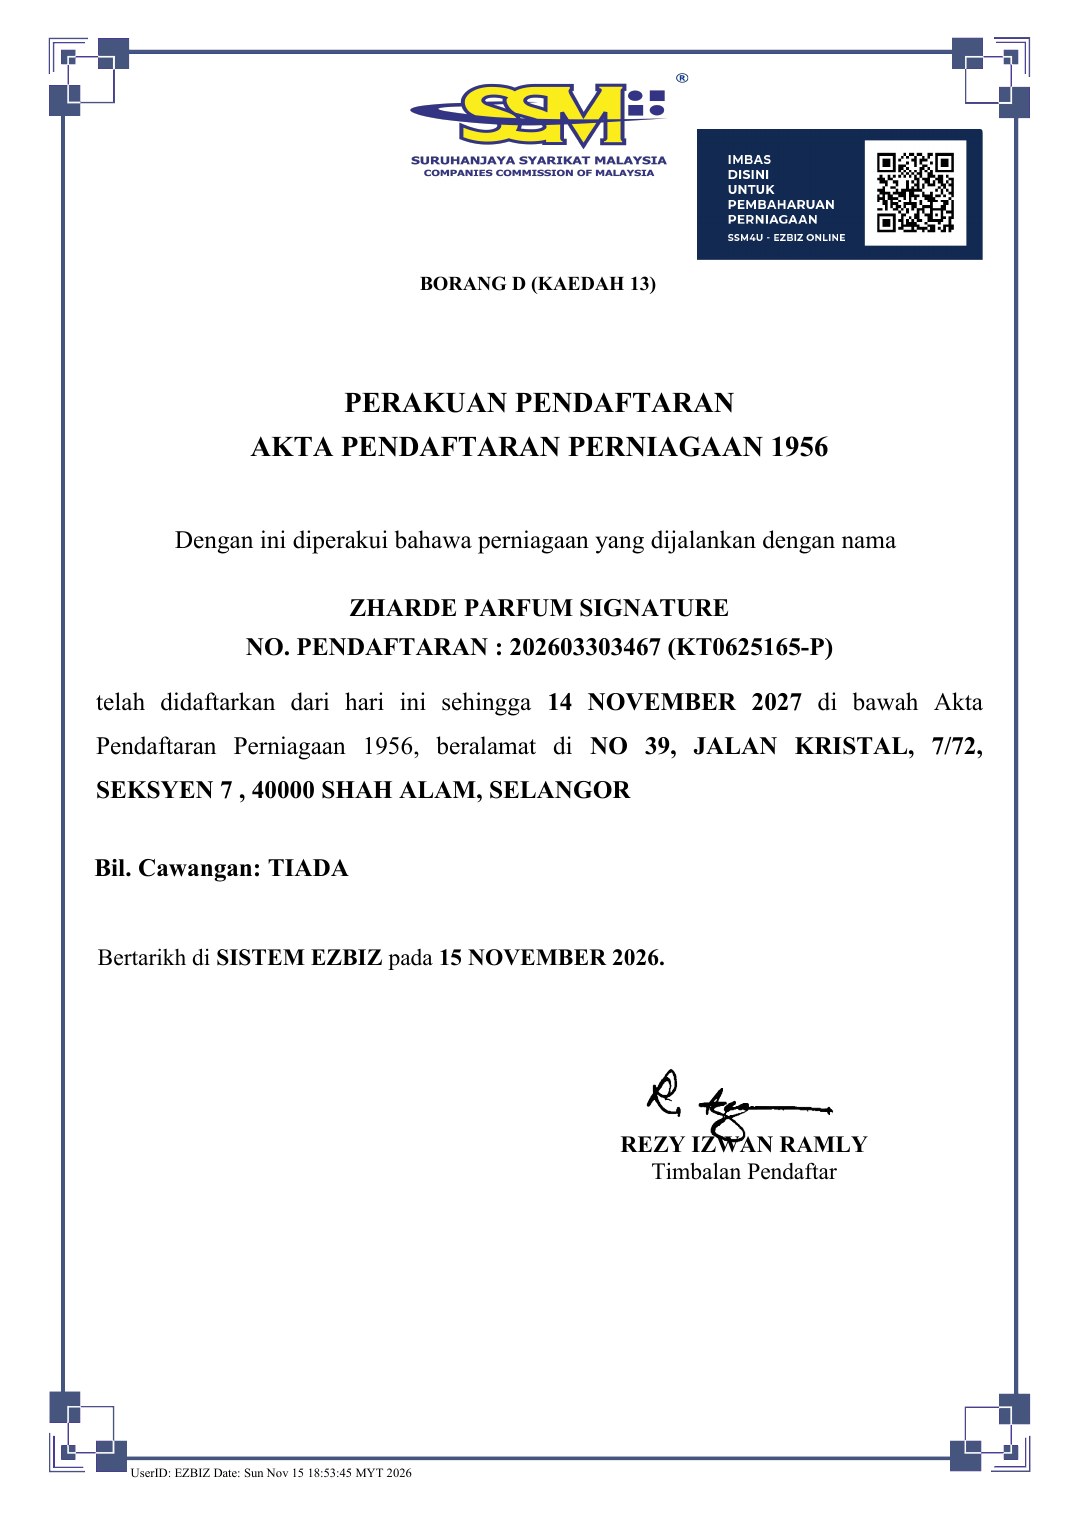 SSM ®
SURUHANJAYA SYARIKAT MALAYSIA
COMPANIES COMMISSION OF MALAYSIA
IMBAS
DISINI
UNTUK
PEMBAHARUAN
PERNIAGAAN
SSM4U - EZBIZ ONLINE
BORANG D (KAEDAH 13)
PERAKUAN PENDAFTARAN
AKTA PENDAFTARAN PERNIAGAAN 1956
Dengan ini diperakui bahawa perniagaan yang dijalankan dengan nama
ZHARDE PARFUM SIGNATURE
NO. PENDAFTARAN : 202603303467 (KT0625165-P)
telah didaftarkan dari hari ini sehingga 14 NOVEMBER 2027 di bawah Akta
Pendaftaran Perniagaan 1956, beralamat di NO 39, JALAN KRISTAL, 7/72,
SEKSYEN 7 , 40000 SHAH ALAM, SELANGOR
Bil. Cawangan: TIADA
Bertarikh di SISTEM EZBIZ pada 15 NOVEMBER 2026.
REZY IZWAN RAMLY
Timbalan Pendaftar
UserID: EZBIZ Date: Sun Nov 15 18:53:45 MYT 2026